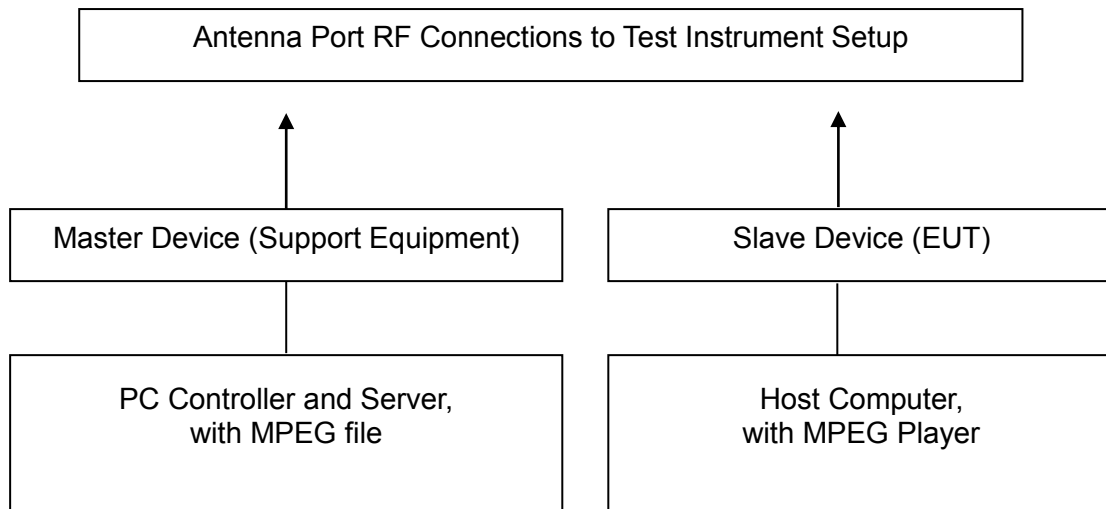 Antenna Port RF Connections to Test Instrument Setup
Master Device (Support Equipment)
Slave Device (EUT)
PC Controller and Server,
with MPEG file
Host Computer,
with MPEG Player